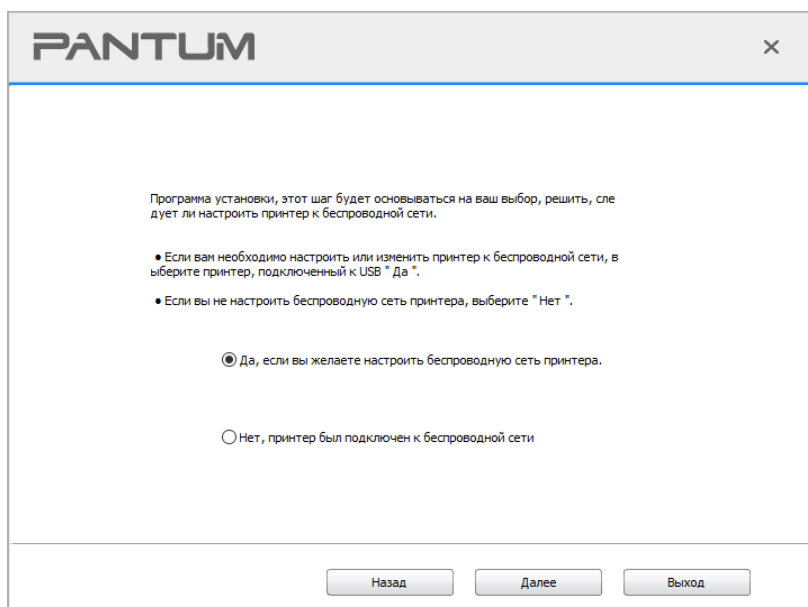 PANTUM
Программа установки, этот шаг будет основываться на ваш выбор, решить, сле
дует ли настроить принтер к беспроводной сети.
● Если вам необходимо настроить или изменить принтер к беспроводной сети, в
ыберите принтер, подключенный к USB " Да ".
● Если вы не настроить беспроводную сеть принтера, выберите " Нет ".
Да, если вы желаете настроить беспроводную сеть принтера.
Нет, принтер был подключен к беспроводной сети
Назад Далее Выход